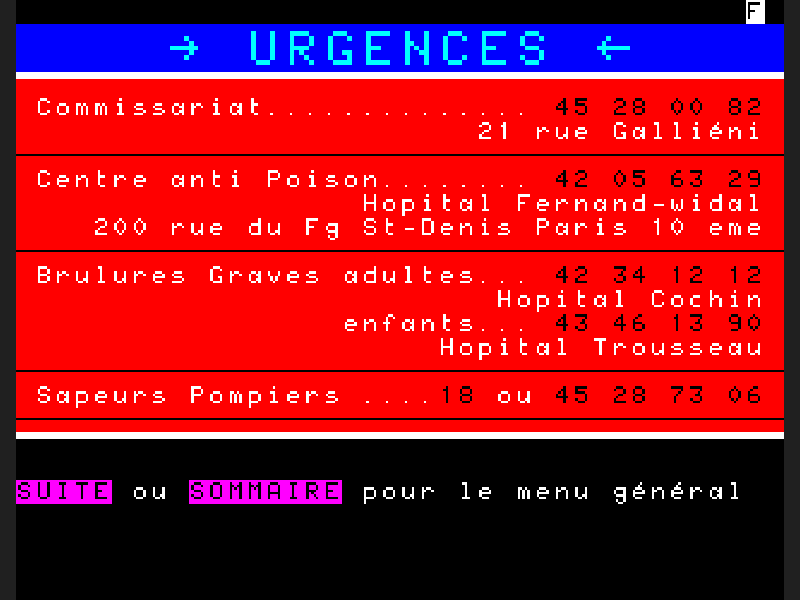 F
→ URGENCES ←
Commissariat.............. 45 28 00 82
21 rue Galliéni
Centre anti Poison........ 42 05 63 29
Hopital Fernand-widal
200 rue du Fg St-Denis Paris 10 eme
Brulures Graves adultes... 42 34 12 12
Hopital Cochin
enfants... 43 46 13 90
Hopital Trousseau
Sapeurs Pompiers ....18 ou 45 28 73 06
SUITE ou SOMMAIRE pour le menu général